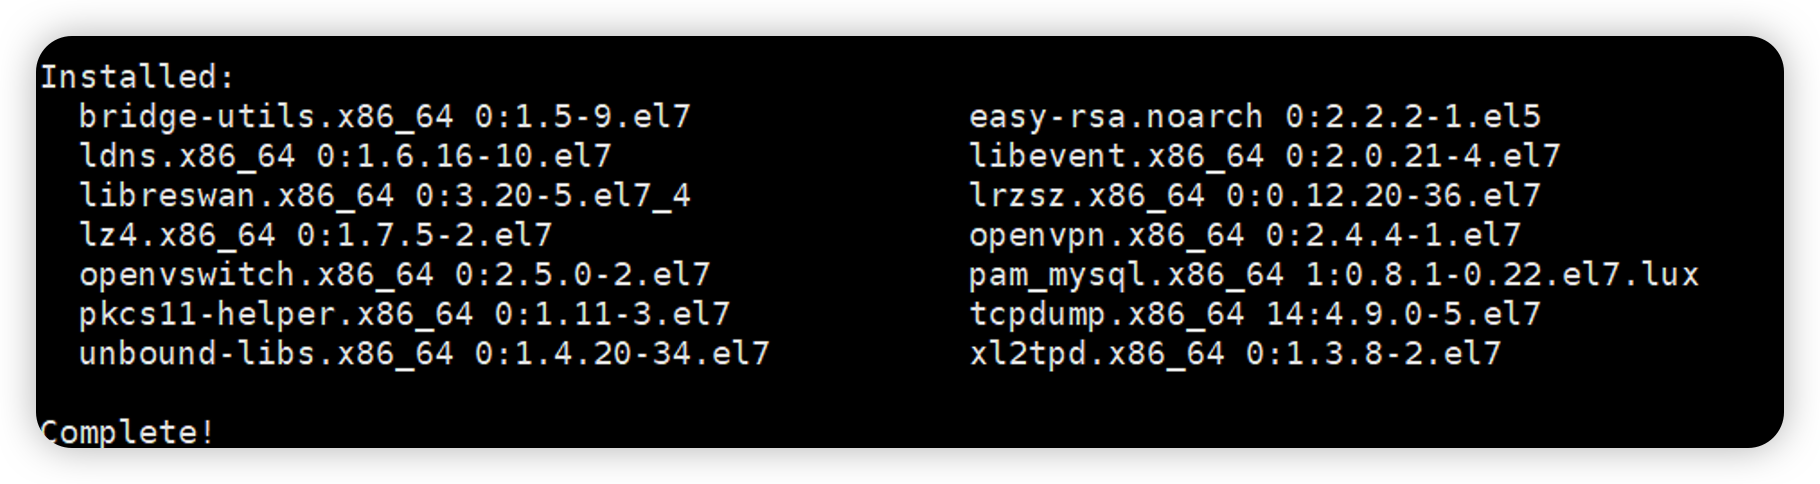 Installed:
bridge-utils.x86_64 0:1.5-9.el7 easy-rsa.noarch 0:2.2.2-1.el5
ldns.x86_64 0:1.6.16-10.el7 libevent.x86_64 0:2.0.21-4.el7
libreswan.x86_64 0:3.20-5.el7_4 lrzsz.x86_64 0:0.12.20-36.el7
lz4.x86_64 0:1.7.5-2.el7 openvpn.x86_64 0:2.4.4-1.el7
openvswitch.x86_64 0:2.5.0-2.el7 pam_mysql.x86_64 1:0.8.1-0.22.el7.lux
pkcs11-helper.x86_64 0:1.11-3.el7 tcpdump.x86_64 14:4.9.0-5.el7
unbound-libs.x86_64 0:1.4.20-34.el7 xl2tpd.x86_64 0:1.3.8-2.el7
Complete!